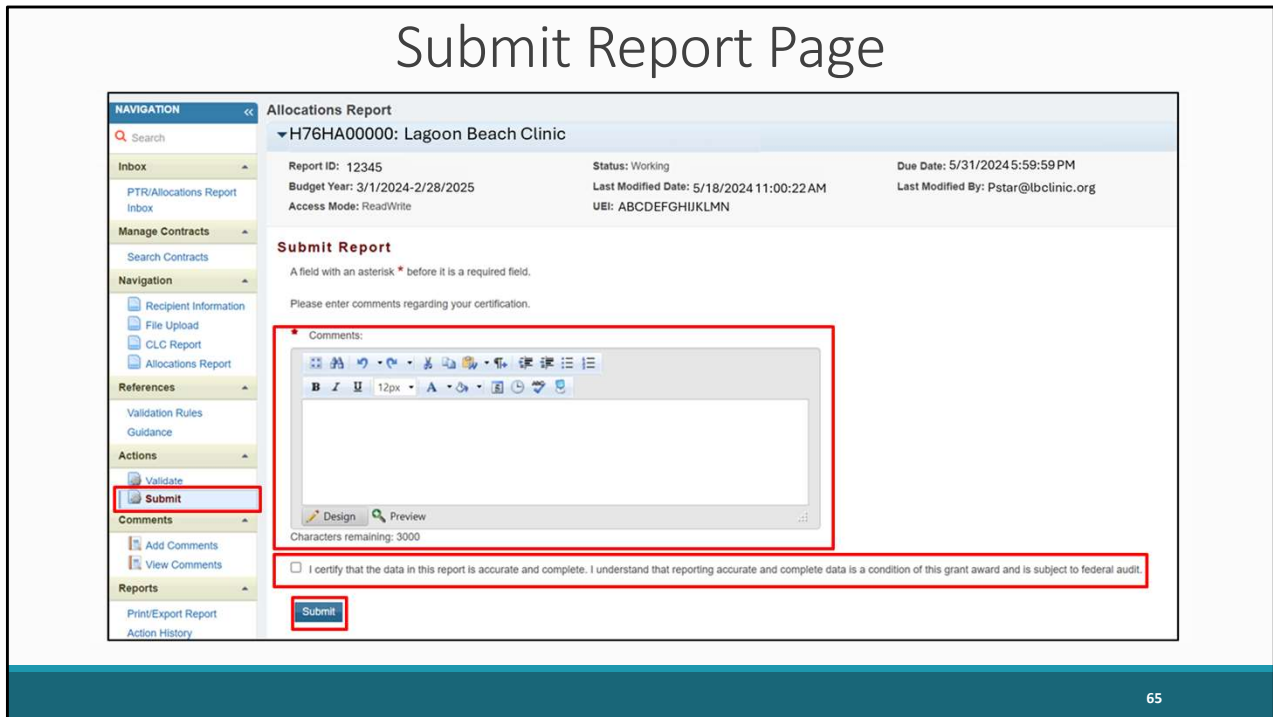 Submit Report Page
NAVIGATION
Search
Inbox
PTR/Allocations Report
Inbox
Manage Contracts
Search Contracts
Navigation
Recipient Information
File Upload
CLC Report
Allocations Report
References
Validation Rules
Guidance
Actions
Validate
Submit
Comments
Add Comments
View Comments
Reports
Print/Export Report
Action History
Allocations Report
H76HA00000: Lagoon Beach Clinic
Report ID: 12345 Status: Working Due Date: 5/31/2024 5:59:59 PM
Budget Year: 3/1/2024-2/28/2025 Last Modified Date: 5/18/2024 11:00:22 AM Last Modified By: Pstar@lbclinic.org
Access Mode: ReadWrite UEI: ABCDEFGHIJKLMN
Submit Report
A field with an asterisk * before it is a required field.
Please enter comments regarding your certification.
* Comments:
B I U 12px A
Design Preview
Characters remaining: 3000
I certify that the data in this report is accurate and complete. I understand that reporting accurate and complete data is a condition of this grant award and is subject to federal audit.
Submit
65